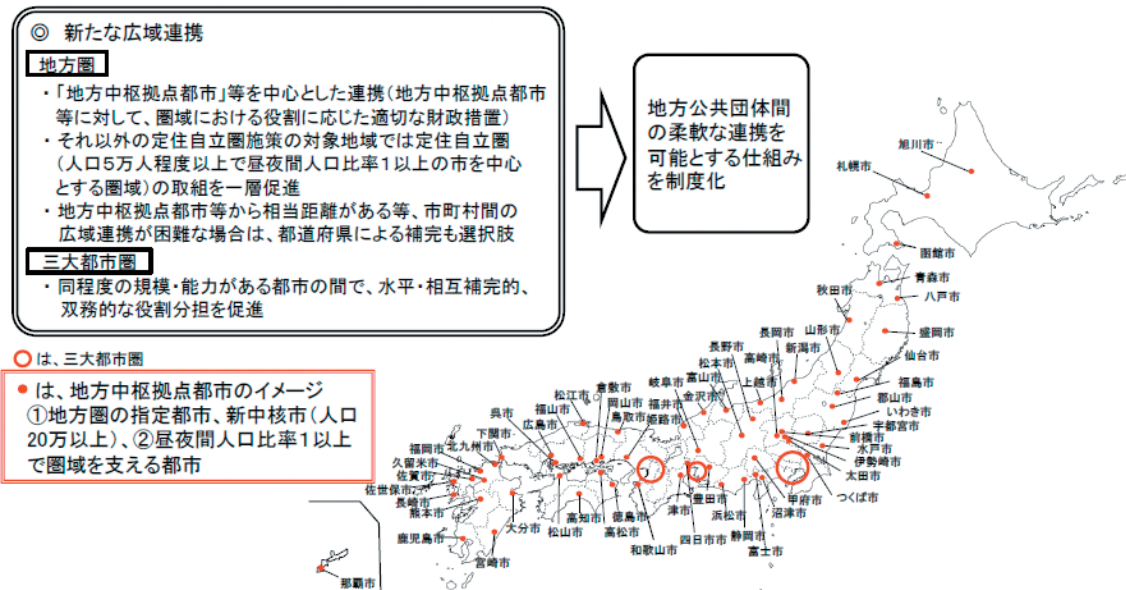 ◎ 新たな広域連携
地方圏
・「地方中枢拠点都市」等を中心とした連携(地方中枢拠点都市
等に対して、圏域における役割に応じた適切な財政措置)
・それ以外の定住自立圏施策の対象地域では定住自立圏
(人口5万人程度以上で昼夜間人口比率1以上の市を中心
とする圏域)の取組を一層促進
・地方中枢拠点都市等から相当距離がある等、市町村間の
広域連携が困難な場合は、都道府県による補完も選択肢
三大都市圏
・同程度の規模・能力がある都市の間で、水平・相互補完的、
双務的な役割分担を促進
地方公共団体間
の柔軟な連携を
可能とする仕組み
を制度化
○は、三大都市圏
●は、地方中枢拠点都市のイメージ
①地方圏の指定都市、新中核市(人口
20万以上)、②昼夜間人口比率1以上
で圏域を支える都市
旭川市
札幌市
函館市
青森市
八戸市
秋田市
盛岡市
仙台市
山形市
長岡市
新潟市
福島市
郡山市
いわき市
宇都宮市
前橋市
水戸市
伊勢崎市
太田市
つくば市
長野市
高崎市
松本市
上越市
富山市
金沢市
岐阜市
福井市
姫路市
倉敷市
岡山市
鳥取市
松江市
福山市
呉市
広島市
下関市
北九州市
福岡市
久留米市
佐賀市
佐世保市
長崎市
熊本市
鹿児島市
宮崎市
大分市
松山市
高知市
高松市
徳島市
和歌山市
津市
四日市市
豊田市
浜松市
静岡市
富士市
沼津市
甲府市
那覇市